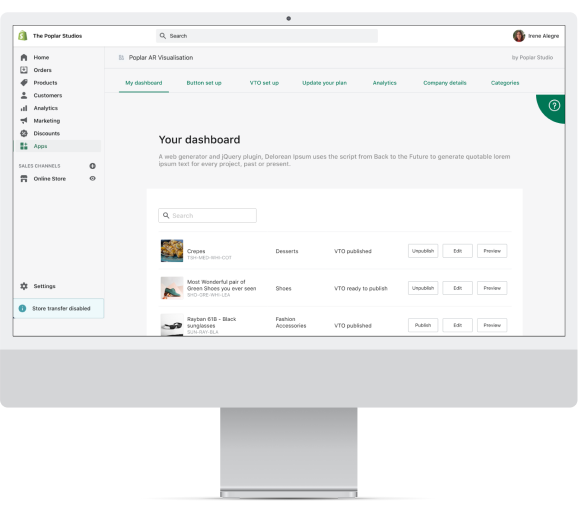 The Poplar Studios
Search
Irene Alegre
Home
Orders
Products
Customers
Analytics
Marketing
Discounts
Apps
SALES CHANNELS
Online Store
Settings
Store transfer disabled
Poplar AR Visualisation
by Poplar Studio
My dashboard
Button set up
VTO set up
Update your plan
Analytics
Company details
Categories
?
Your dashboard
A web generator and jQuery plugin, Delorean Ipsum uses the script from Back to the Future to generate quotable lorem
ipsum text for every project, past or present.
Search
Crepes
TSH-MED-WHI-COT
Desserts
VTO published
Unpublish
Edit
Preview
Most Wonderful pair of
Green Shoes you ever seen
SHO-GRE-WHI-LEA
Shoes
VTO ready to publish
Unpublish
Edit
Preview
Rayban 618 – Black
sunglasses
SUN-RAY-BLA
Fashion
Accessories
VTO published
Publish
Edit
Preview